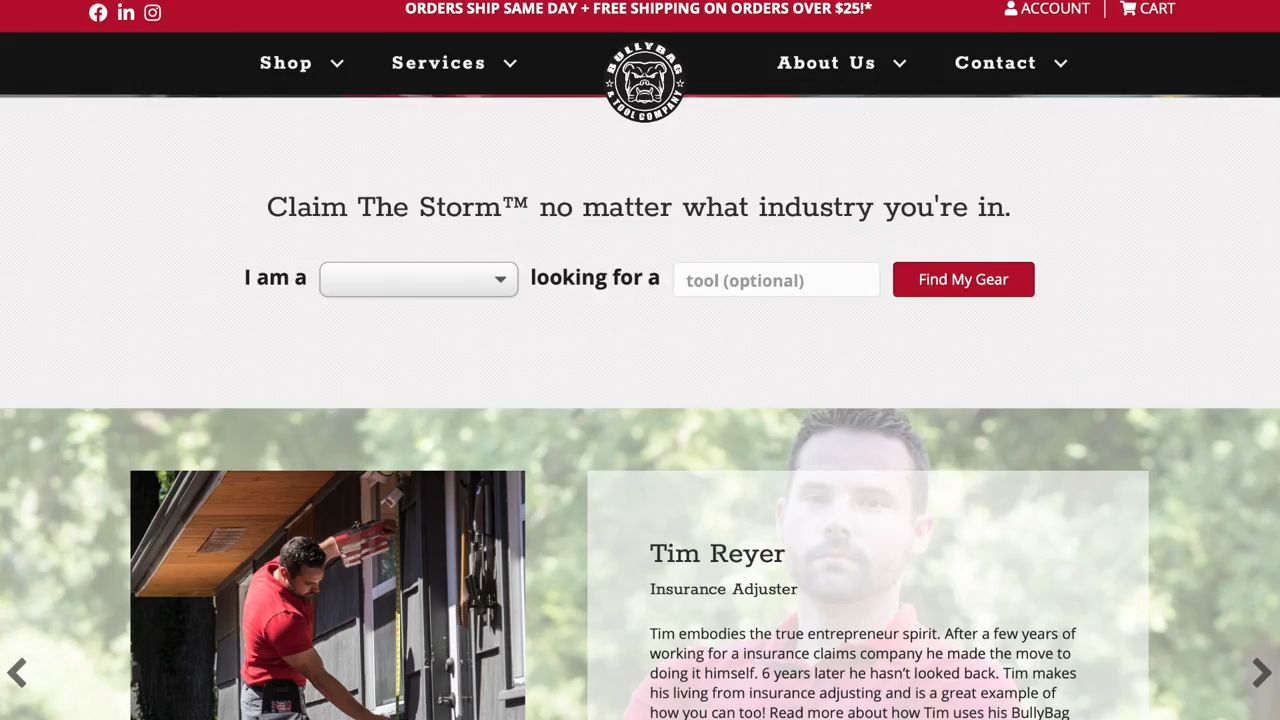 ORDERS SHIP SAME DAY + FREE SHIPPING ON ORDERS OVER $25!*
ACCOUNT
CART
Shop
Services
BULLYBAG
& TOOL COMPANY
About Us
Contact
Claim The Storm™ no matter what industry you're in.
I am a
looking for a
tool (optional)
Find My Gear
Tim Reyer
Insurance Adjuster
Tim embodies the true entrepreneur spirit. After a few years of
working for a insurance claims company he made the move to
doing it himself. 6 years later he hasn’t looked back. Tim makes
his living from insurance adjusting and is a great example of
how you can too! Read more about how Tim uses his BullyBag